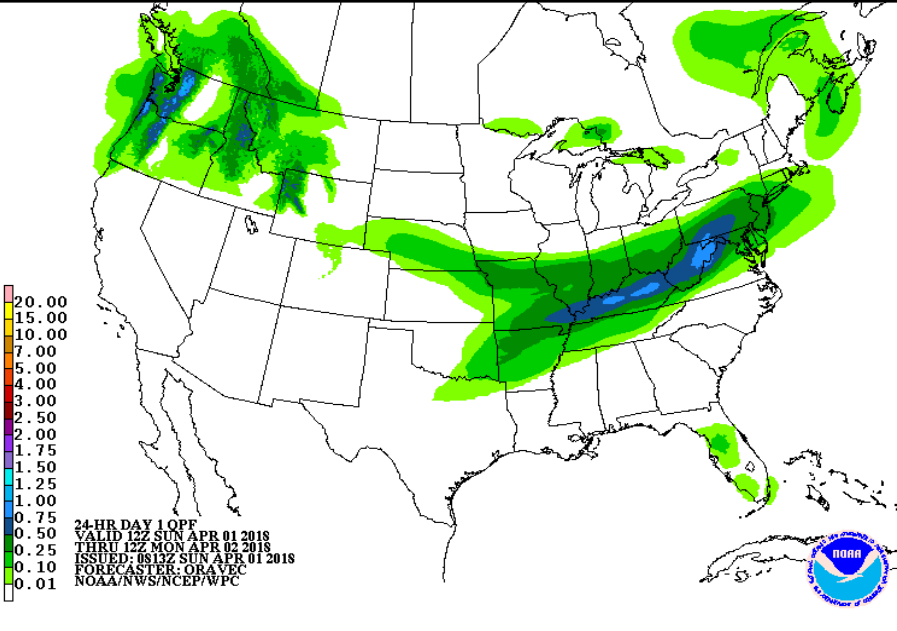 20.00
15.00
10.00
7.00
5.00
4.00
3.00
2.50
2.00
1.75
1.50
1.25
1.00
0.75
0.50
0.25
0.10
0.01
24-HR DAY 1 QPF
VALID 12Z SUN APR 01 2018
THRU 12Z MON APR 02 2018
ISSUED: 0813Z SUN APR 01 2018
FORECASTER: ORAVEC
NOAA/NWS/NCEP/WPC
NOAA